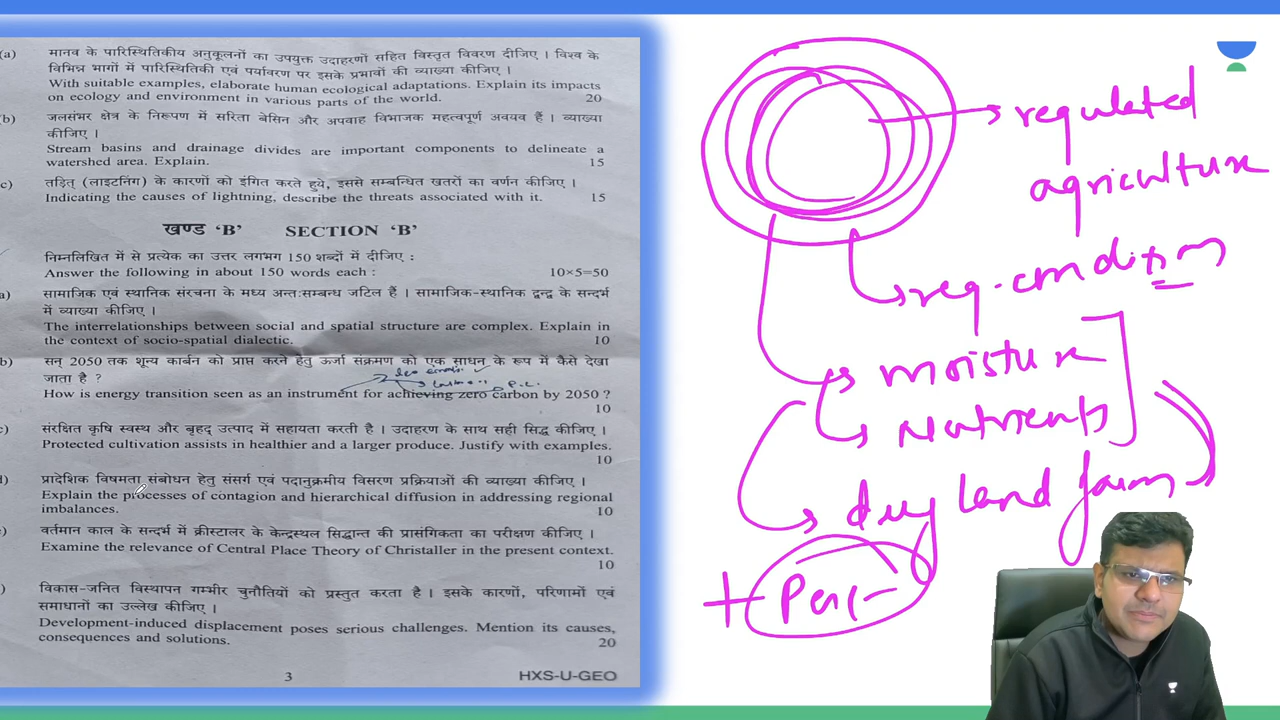 (a) मानव के पारिस्थितिकीय अनुकूलनों का उपयुक्त उदाहरणों सहित विस्तृत विवरण दीजिए । विश्व के
विभिन्न भागों में पारिस्थितिकी एवं पर्यावरण पर इसके प्रभावों की व्याख्या कीजिए ।
With suitable examples, elaborate human ecological adaptations. Explain its impacts
on ecology and environment in various parts of the world. 20
(b) जलसंभर क्षेत्र के निरूपण में सरिता और अपवाह विभाजक महत्वपूर्ण अवयव हैं । व्याख्या
कीजिए ।
Stream basins and drainage divides are important components to delineate a
watershed area. Explain. 15
c) तड़ित् (लाइटनिंग) के कारणों को इंगित करते हुये, उससे सम्बन्धित खतरों का वर्णन कीजिए ।
Indicating the causes of lightning, describe the threats associated with it. 15
खण्ड 'B' SECTION 'B'
निम्नलिखित में से प्रत्येक का उत्तर लगभग 150 शब्दों में दीजिए :
Answer the following in about 150 words each : 10×5=50
a) सामाजिक एवं स्थानिक संरचना के मध्य अन्तःसम्बन्ध जटिल है । सामाजिक-स्थानिक द्वन्द्व के सन्दर्भ
में व्याख्या कीजिए ।
The interrelationships between social and spatial structure are complex. Explain in
the context of socio-spatial dialectic. 10
b) सन् 2050 तक शून्य कार्बन को प्राप्त करने हेतु ऊर्जा संक्रमण को एक साधन के रूप में कैसे देखा
जाता है ?
How is energy transition seen as an instrument for achieving zero carbon by 2050 ?
10
c) संरक्षित कृषि स्वस्थ और बृहद् उत्पादन में सहायक है । उदाहरण के साथ सही सिद्ध कीजिए ।
Protected cultivation assists in healthier and a larger produce. Justify with examples.
10
d) प्रादेशिक विषमता संबोधन हेतु संसर्ग एवं पदानुक्रमीय विसरण प्रक्रियाओं की व्याख्या कीजिए ।
Explain the processes of contagion and hierarchical diffusion in addressing regional
imbalances. 10
e) वर्तमान काल के सन्दर्भ में क्रीस्टालर के केन्द्रस्थल सिद्धान्त की प्रासंगिकता का परीक्षण कीजिए ।
Examine the relevance of Central Place Theory of Christaller in the present context.
10
) विकास-जनित विस्थापन गम्भीर चुनौतियों को प्रस्तुत करता है । इसके कारणों, परिणामों एवं
समाधानों का उल्लेख कीजिए ।
Development-induced displacement poses serious challenges. Mention its causes,
consequences and solutions. 20
3 HXS-U-GEO
regulated
agriculture
req. conditions
moisture
Nutrients
dry land farm
+